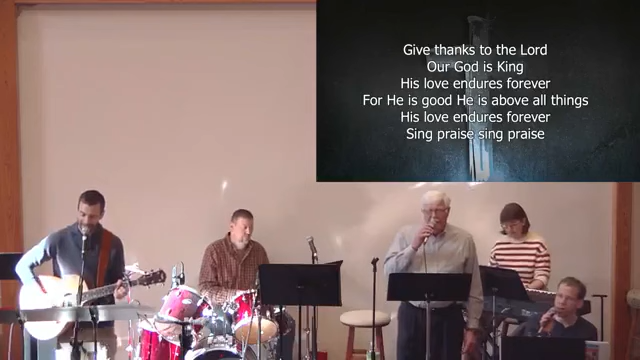 Give thanks to the Lord
Our God is King
His love endures forever
For He is good He is above all things
His love endures forever
Sing praise sing praise